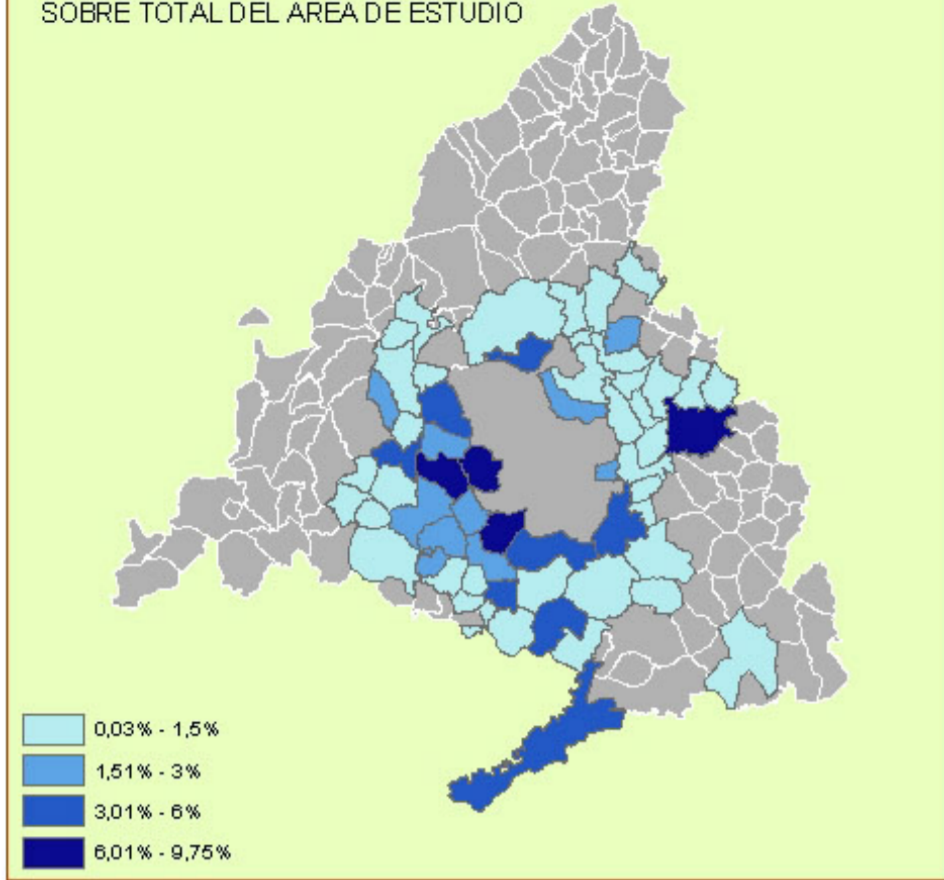 SOBRE TOTAL DEL AREA DE ESTUDIO
0,03% - 1,5%
1,51% - 3%
3,01% - 6%
6,01% - 9,75%